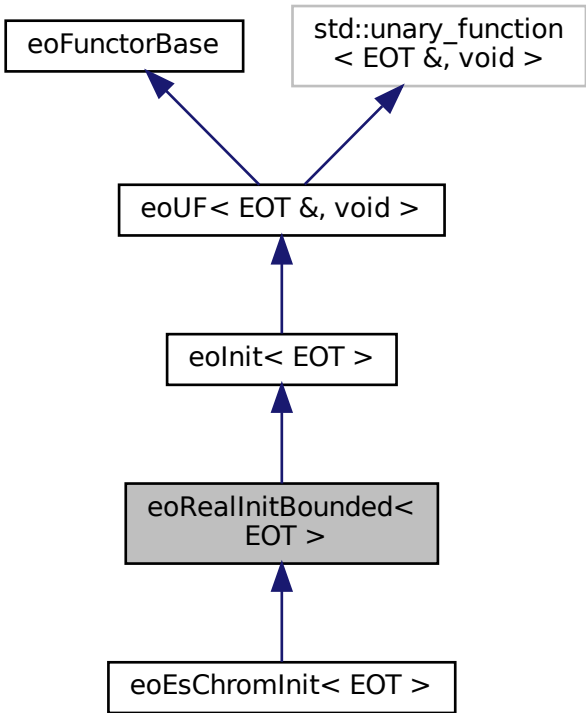 eoFunctorBase
std::unary_function
< EOT &, void >
eoUF< EOT &, void >
eoInit< EOT >
eoRealInitBounded<
EOT >
eoEsChromInit< EOT >